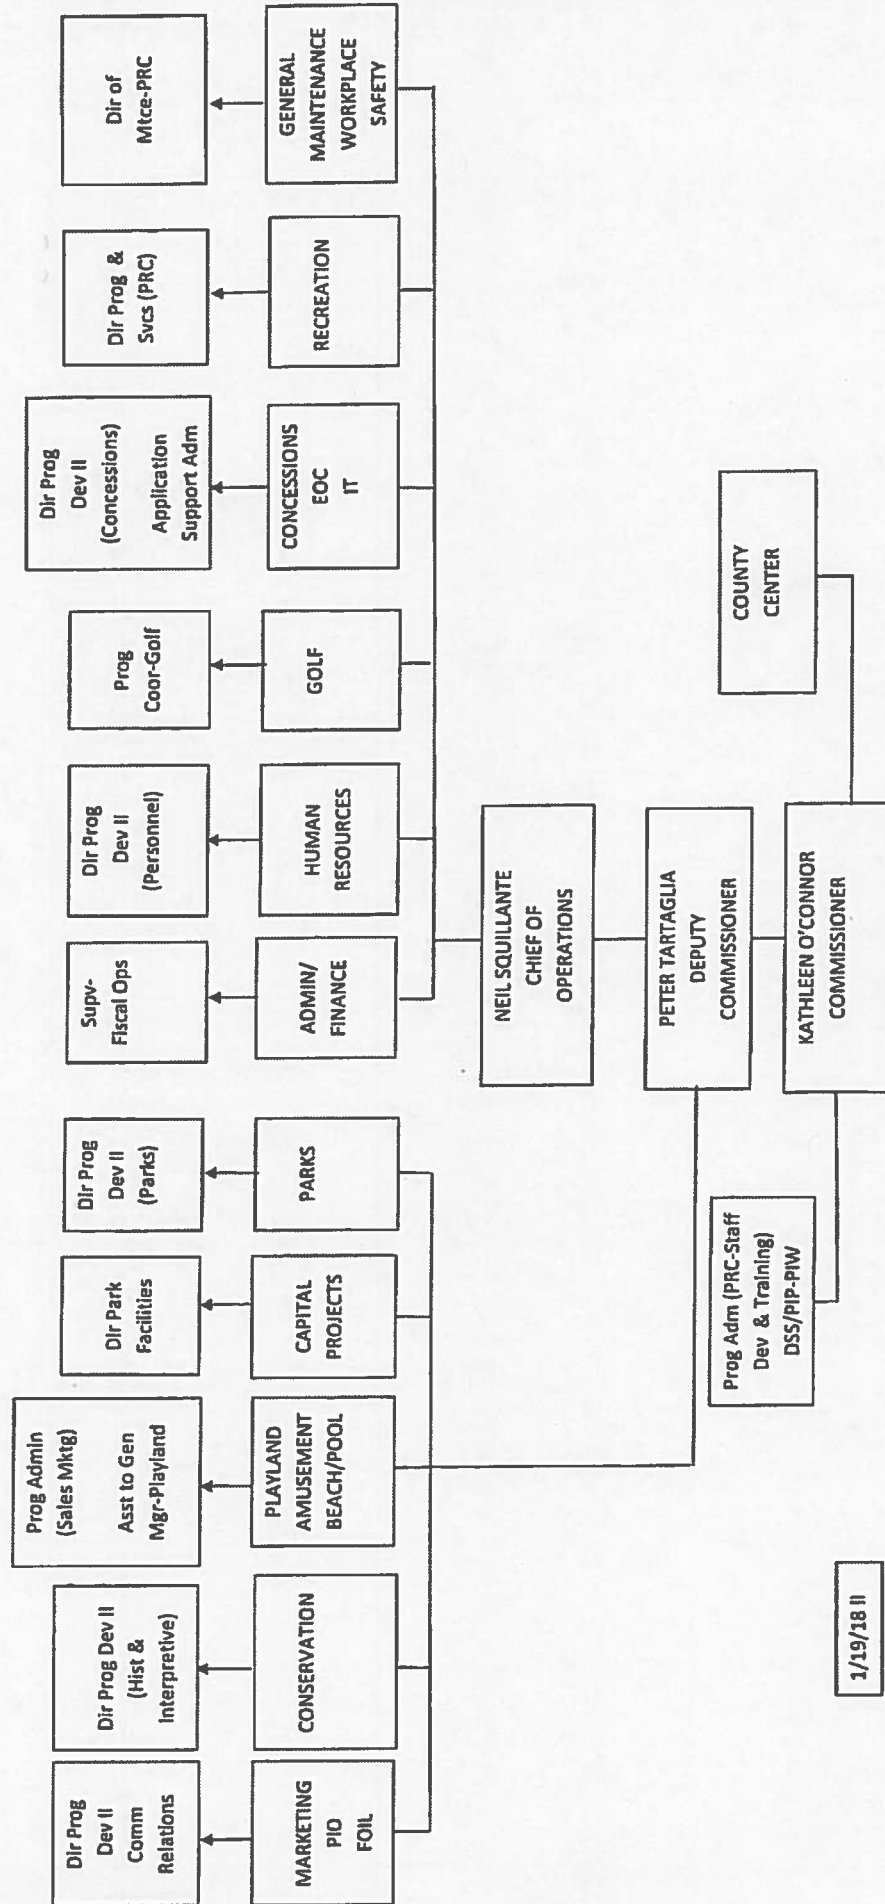 Dir Prog
Dev II
Comm
Relations
Dir Prog Dev II
(Hist &
Interpretive)
Prog Admin
(Sales Mktg)
Asst to Gen
Mgr-Playland
Dir Park
Facilities
Dir Prog
Dev II
(Parks)
Supv-
Fiscal Ops
Dir Prog
Dev II
(Personnel)
Prog
Coor-Golf
Dir Prog
Dev II
(Concessions)
Application
Support Adm
Dir Prog &
Svcs (PRC)
Dir of
Mtce-PRC
MARKETING
PIO
FOIL
CONSERVATION
PLAYLAND
AMUSEMENT
BEACH/POOL
CAPITAL
PROJECTS
PARKS
ADMIN/
FINANCE
HUMAN
RESOURCES
GOLF
CONCESSIONS
EOC
IT
RECREATION
GENERAL
MAINTENANCE
WORKPLACE
SAFETY
NEIL SQUILLANTE
CHIEF OF
OPERATIONS
PETER TARTAGLIA
DEPUTY
COMMISSIONER
Prog Adm (PRC-Staff
Dev & Training)
DSS/PIP-PIW
COUNTY
CENTER
KATHLEEN O'CONNOR
COMMISSIONER
1/19/18 II